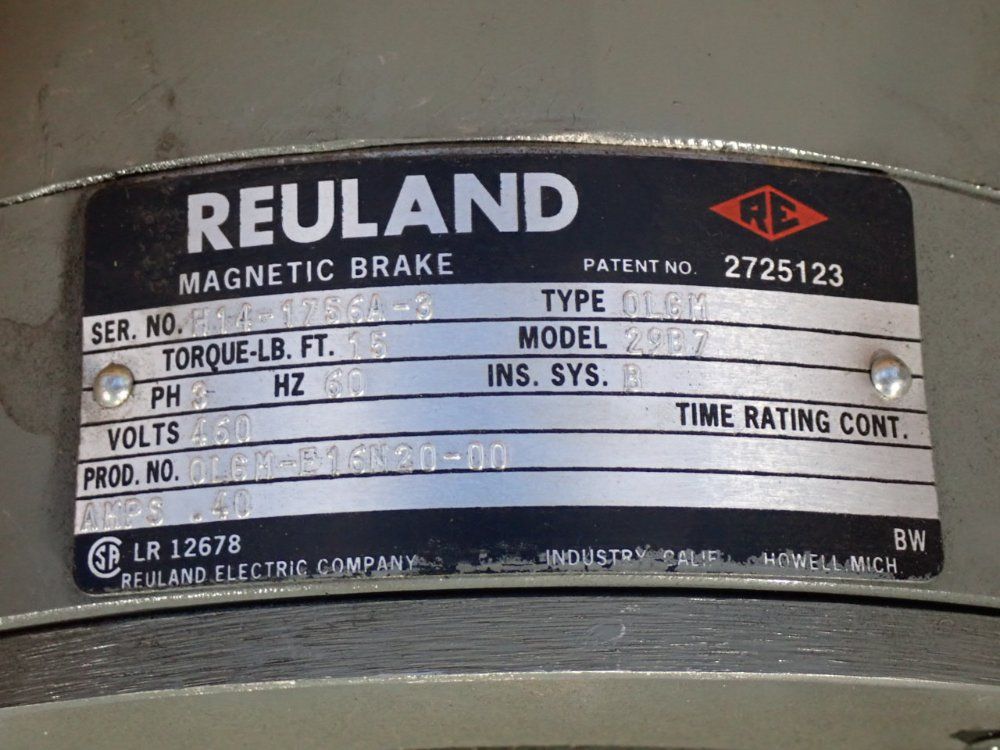 REULAND
RE
MAGNETIC BRAKE PATENT NO. 2725123
SER. NO. H14-1756A-3 TYPE OLGM
TORQUE-LB. FT. 15 MODEL 29B7
PH 3 HZ 60 INS. SYS. B
VOLTS 460 TIME RATING CONT.
PROD. NO. OLGM-E16N20-00
AMPS .40
SA LR 12678 BW
REULAND ELECTRIC COMPANY INDUSTRY, CALIF. HOWELL, MICH.